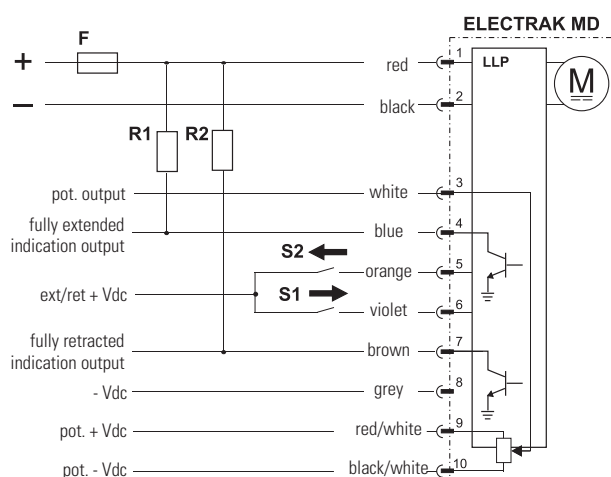 ELECTRAK MD
+ F red 1 LLP M
– black 2
R1 R2
pot. output white 3
fully extended
indication output blue 4
S2
orange 5
ext/ret + Vdc S1
violet 6
fully retracted
indication output brown 7
- Vdc grey 8
pot. + Vdc red/white 9
pot. - Vdc black/white 10